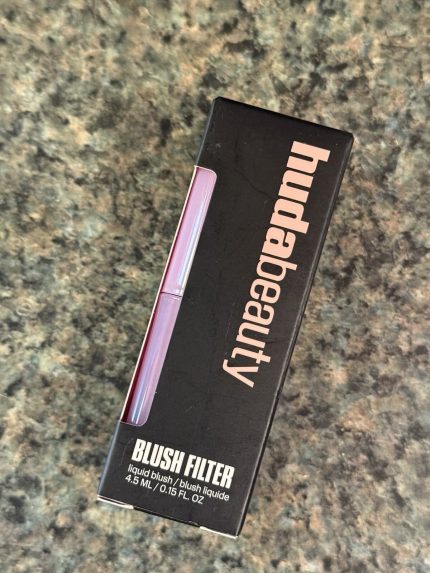 hudabeauty
BLUSH FILTER
liquid blush / blush liquide
4.5 ML / 0.15 FL. OZ